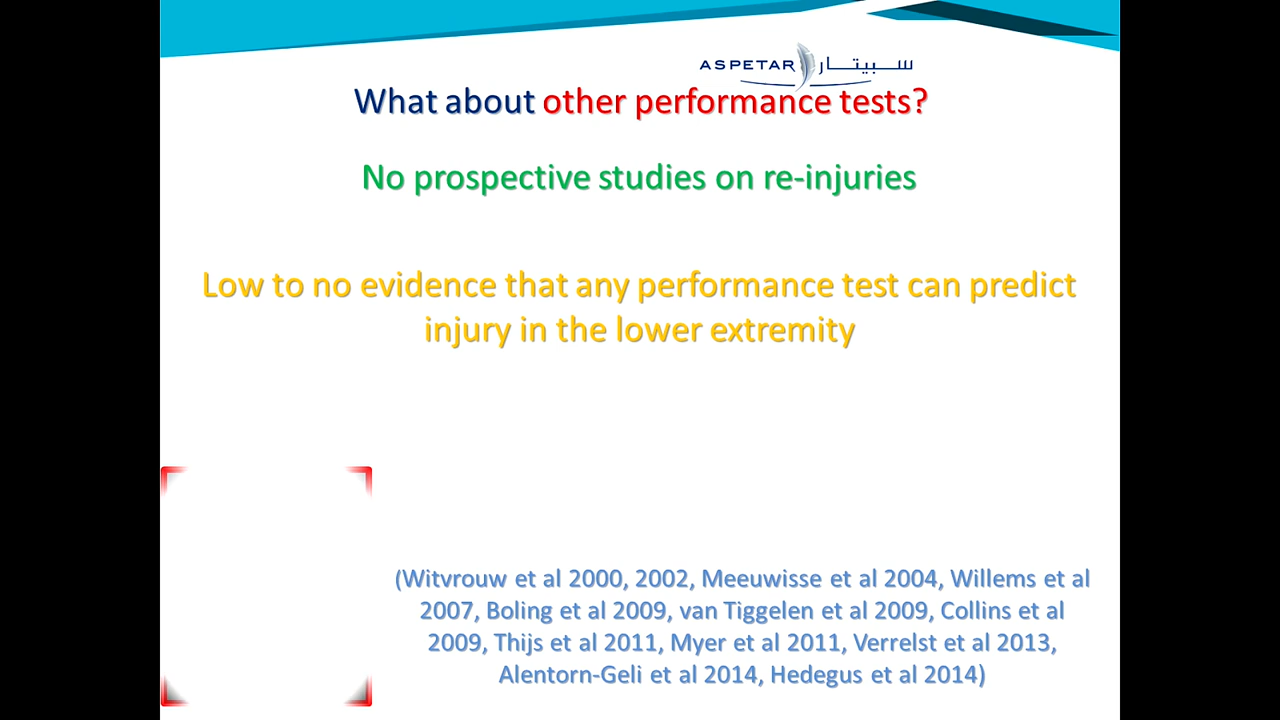 ASPETAR سبيتار
What about other performance tests?
No prospective studies on re-injuries
Low to no evidence that any performance test can predict
injury in the lower extremity
(Witvrouw et al 2000, 2002, Meeuwisse et al 2004, Willems et al
2007, Boling et al 2009, van Tiggelen et al 2009, Collins et al
2009, Thijs et al 2011, Myer et al 2011, Verrelst et al 2013,
Alentorn-Geli et al 2014, Hedegus et al 2014)